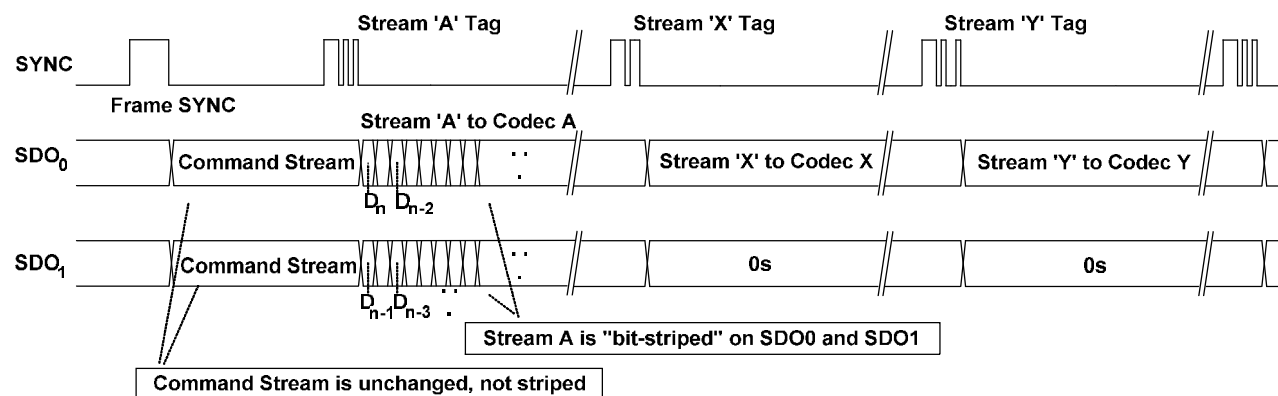 Stream 'A' Tag
Stream 'X' Tag
Stream 'Y' Tag
SYNC
Frame SYNC
Stream 'A' to Codec A
SDO0
Command Stream
. .
.
Stream 'X' to Codec X
Stream 'Y' to Codec Y
Dn
Dn-2
SDO1
Command Stream
. .
.
0s
0s
Dn-1
Dn-3
. .
.
Stream A is "bit-striped" on SDO0 and SDO1
Command Stream is unchanged, not striped